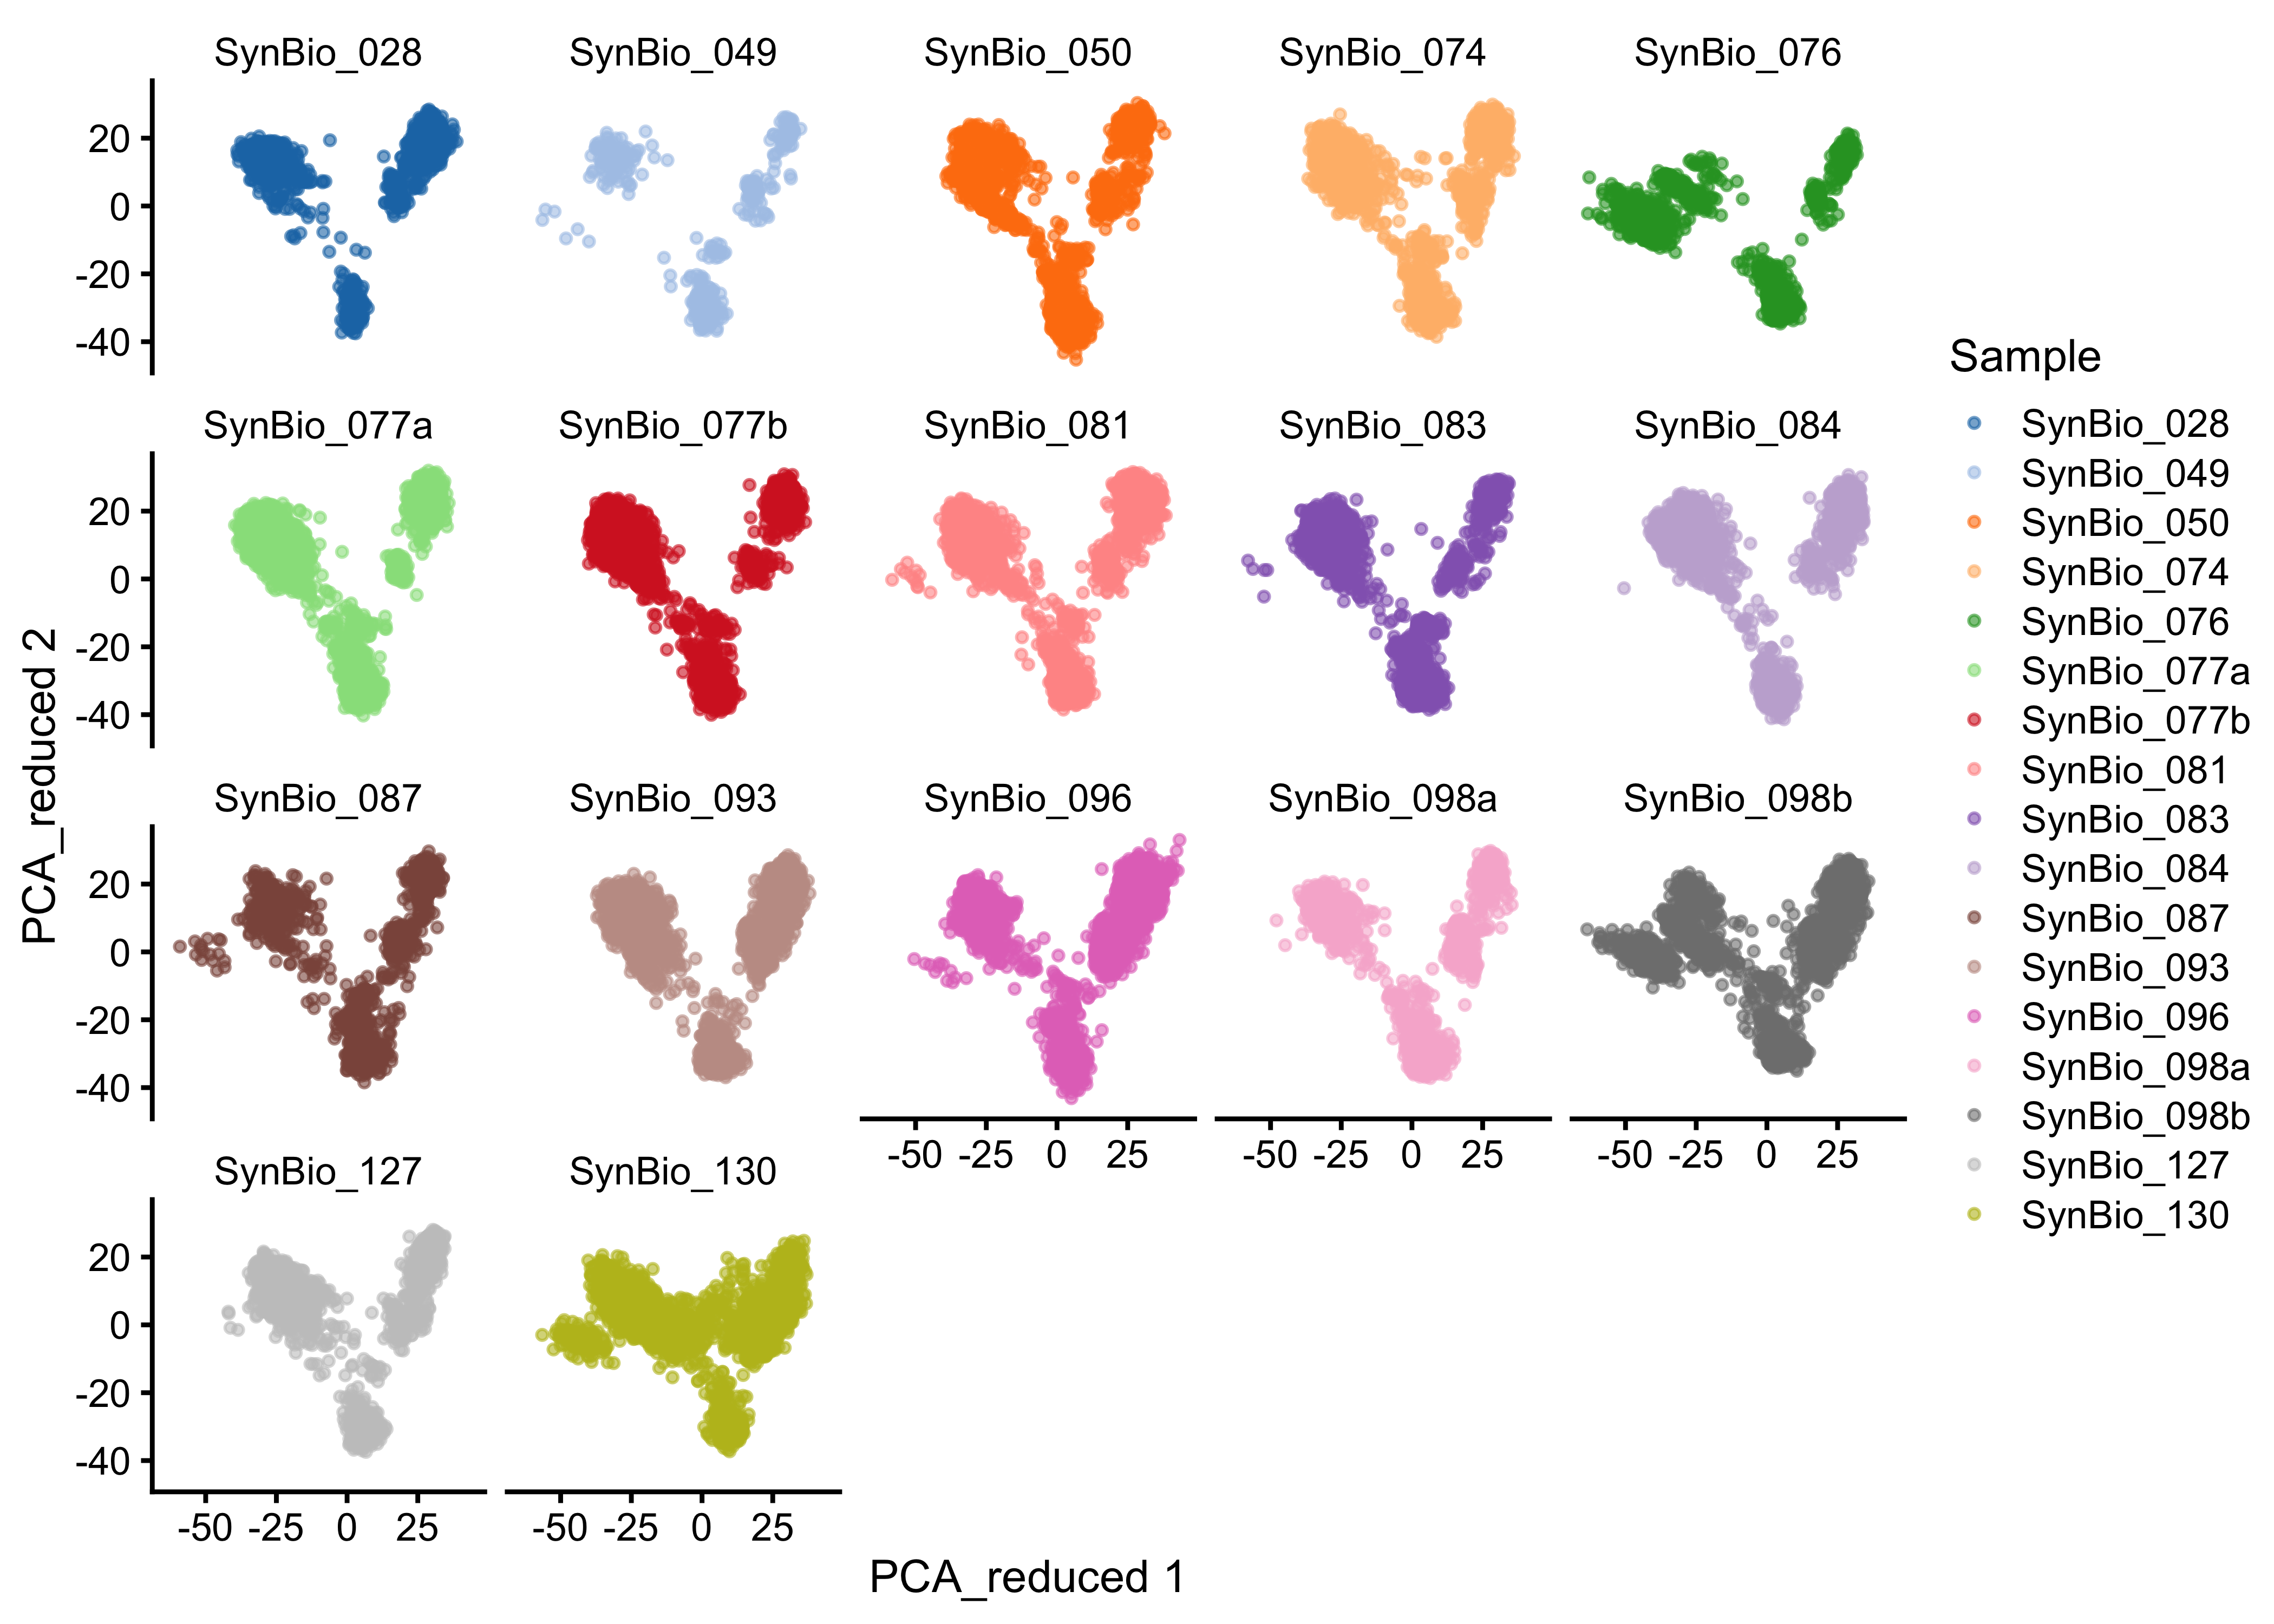 SynBio_028 SynBio_049 SynBio_050 SynBio_074 SynBio_076
20
0
-20
-40
SynBio_077a SynBio_077b SynBio_081 SynBio_083 SynBio_084
20
0
-20
-40
SynBio_087 SynBio_093 SynBio_096 SynBio_098a SynBio_098b
20
0
-20
-40
-50 -25 0 25 -50 -25 0 25 -50 -25 0 25
SynBio_127 SynBio_130
20
0
-20
-40
-50 -25 0 25 -50 -25 0 25
PCA_reduced 1
PCA_reduced 2
Sample
SynBio_028
SynBio_049
SynBio_050
SynBio_074
SynBio_076
SynBio_077a
SynBio_077b
SynBio_081
SynBio_083
SynBio_084
SynBio_087
SynBio_093
SynBio_096
SynBio_098a
SynBio_098b
SynBio_127
SynBio_130